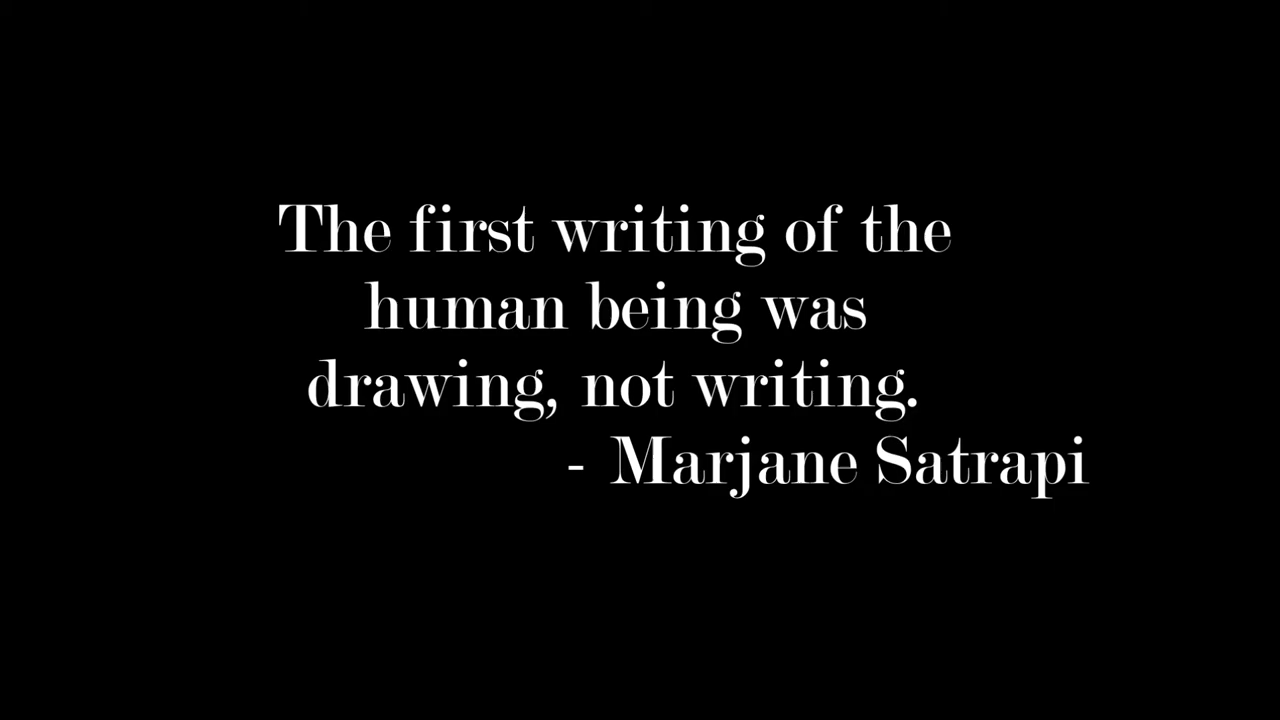 The first writing of the
human being was
drawing, not writing.
- Marjane Satrapi